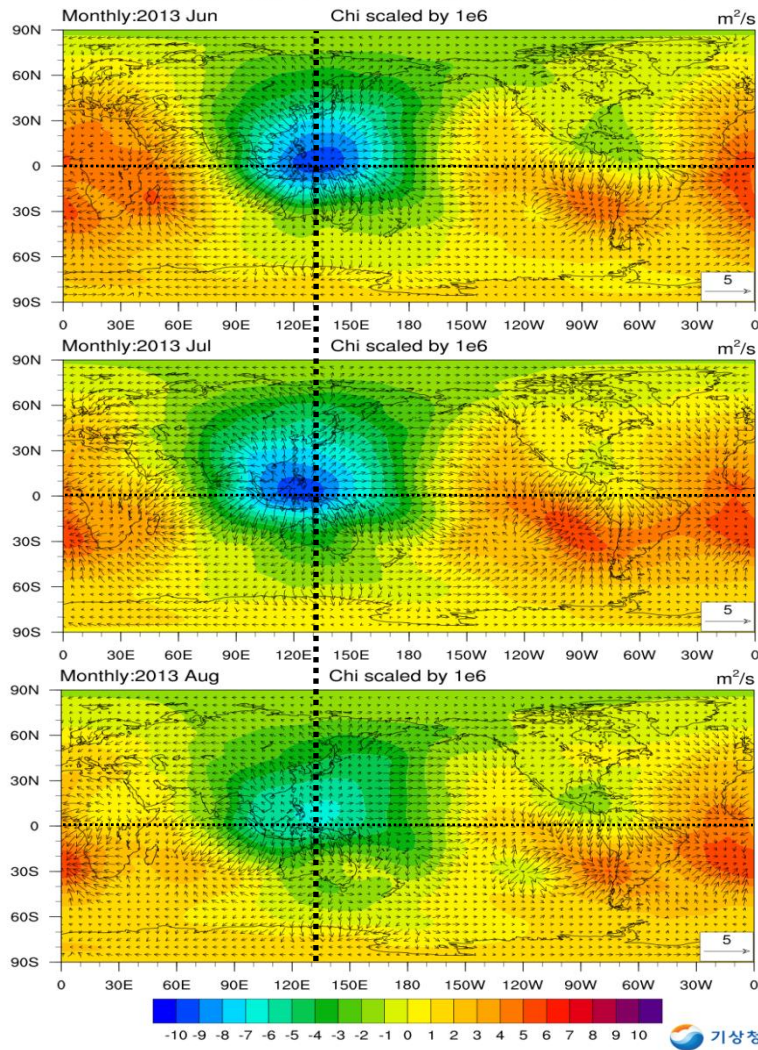 Monthly:2013 Jun Chi scaled by 1e6 m²/s
90N
60N
30N
0
30S
60S
90S
5
0 30E 60E 90E 120E 150E 180 150W 120W 90W 60W 30W 0
Monthly:2013 Jul Chi scaled by 1e6 m²/s
90N
60N
30N
0
30S
60S
90S
5
0 30E 60E 90E 120E 150E 180 150W 120W 90W 60W 30W 0
Monthly:2013 Aug Chi scaled by 1e6 m²/s
90N
60N
30N
0
30S
60S
90S
5
0 30E 60E 90E 120E 150E 180 150W 120W 90W 60W 30W 0
-10 -9 -8 -7 -6 -5 -4 -3 -2 -1 0 1 2 3 4 5 6 7 8 9 10
기상청